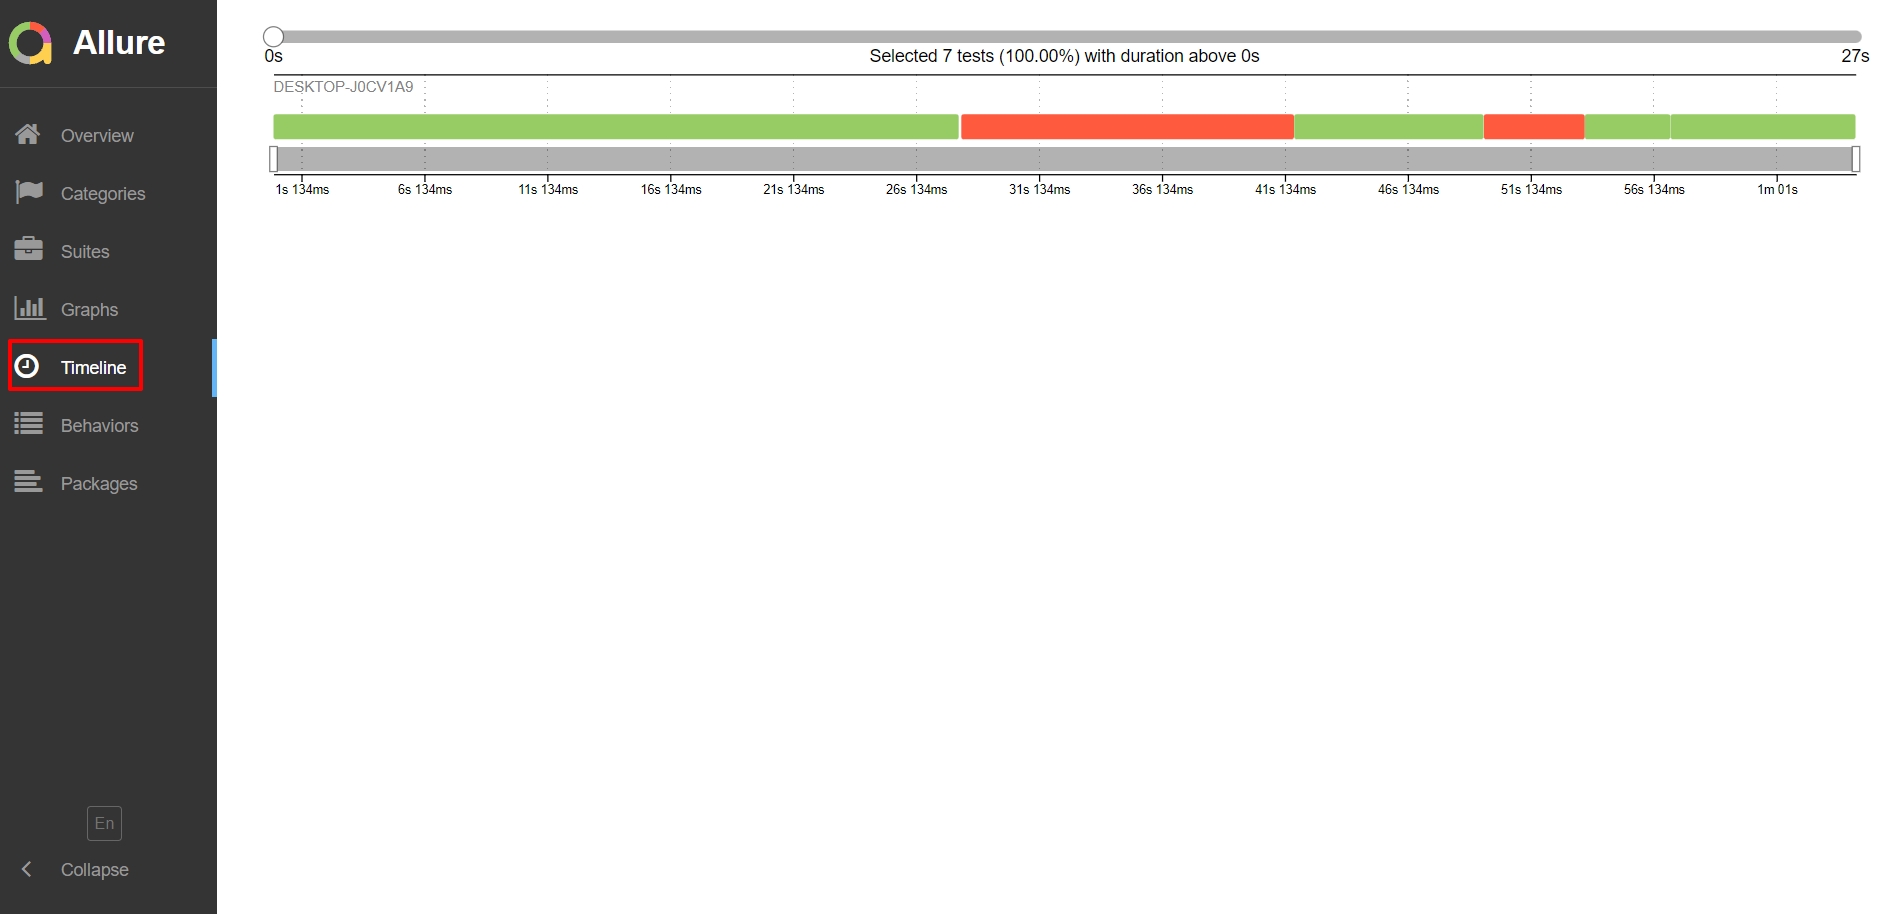 Allure
Overview
Categories
Suites
Graphs
Timeline
Behaviors
Packages
En
Collapse
0s
Selected 7 tests (100.00%) with duration above 0s
27s
DESKTOP-J0CV1A9
1s 134ms 6s 134ms 11s 134ms 16s 134ms 21s 134ms 26s 134ms 31s 134ms 36s 134ms 41s 134ms 46s 134ms 51s 134ms 56s 134ms 1m 01s